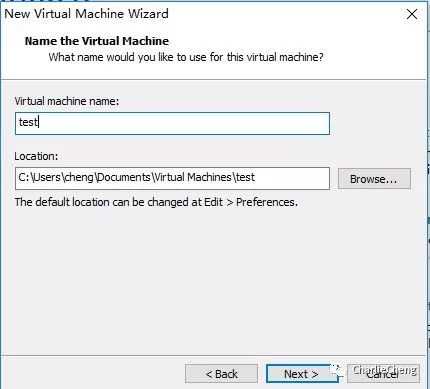 New Virtual Machine Wizard
Name the Virtual Machine
What name would you like to use for this virtual machine?
Virtual machine name:
test
Location:
C:\Users\cheng\Documents\Virtual Machines\test
Browse...
The default location can be changed at Edit > Preferences.
< Back
Next >
Cancel
CharlieCheng